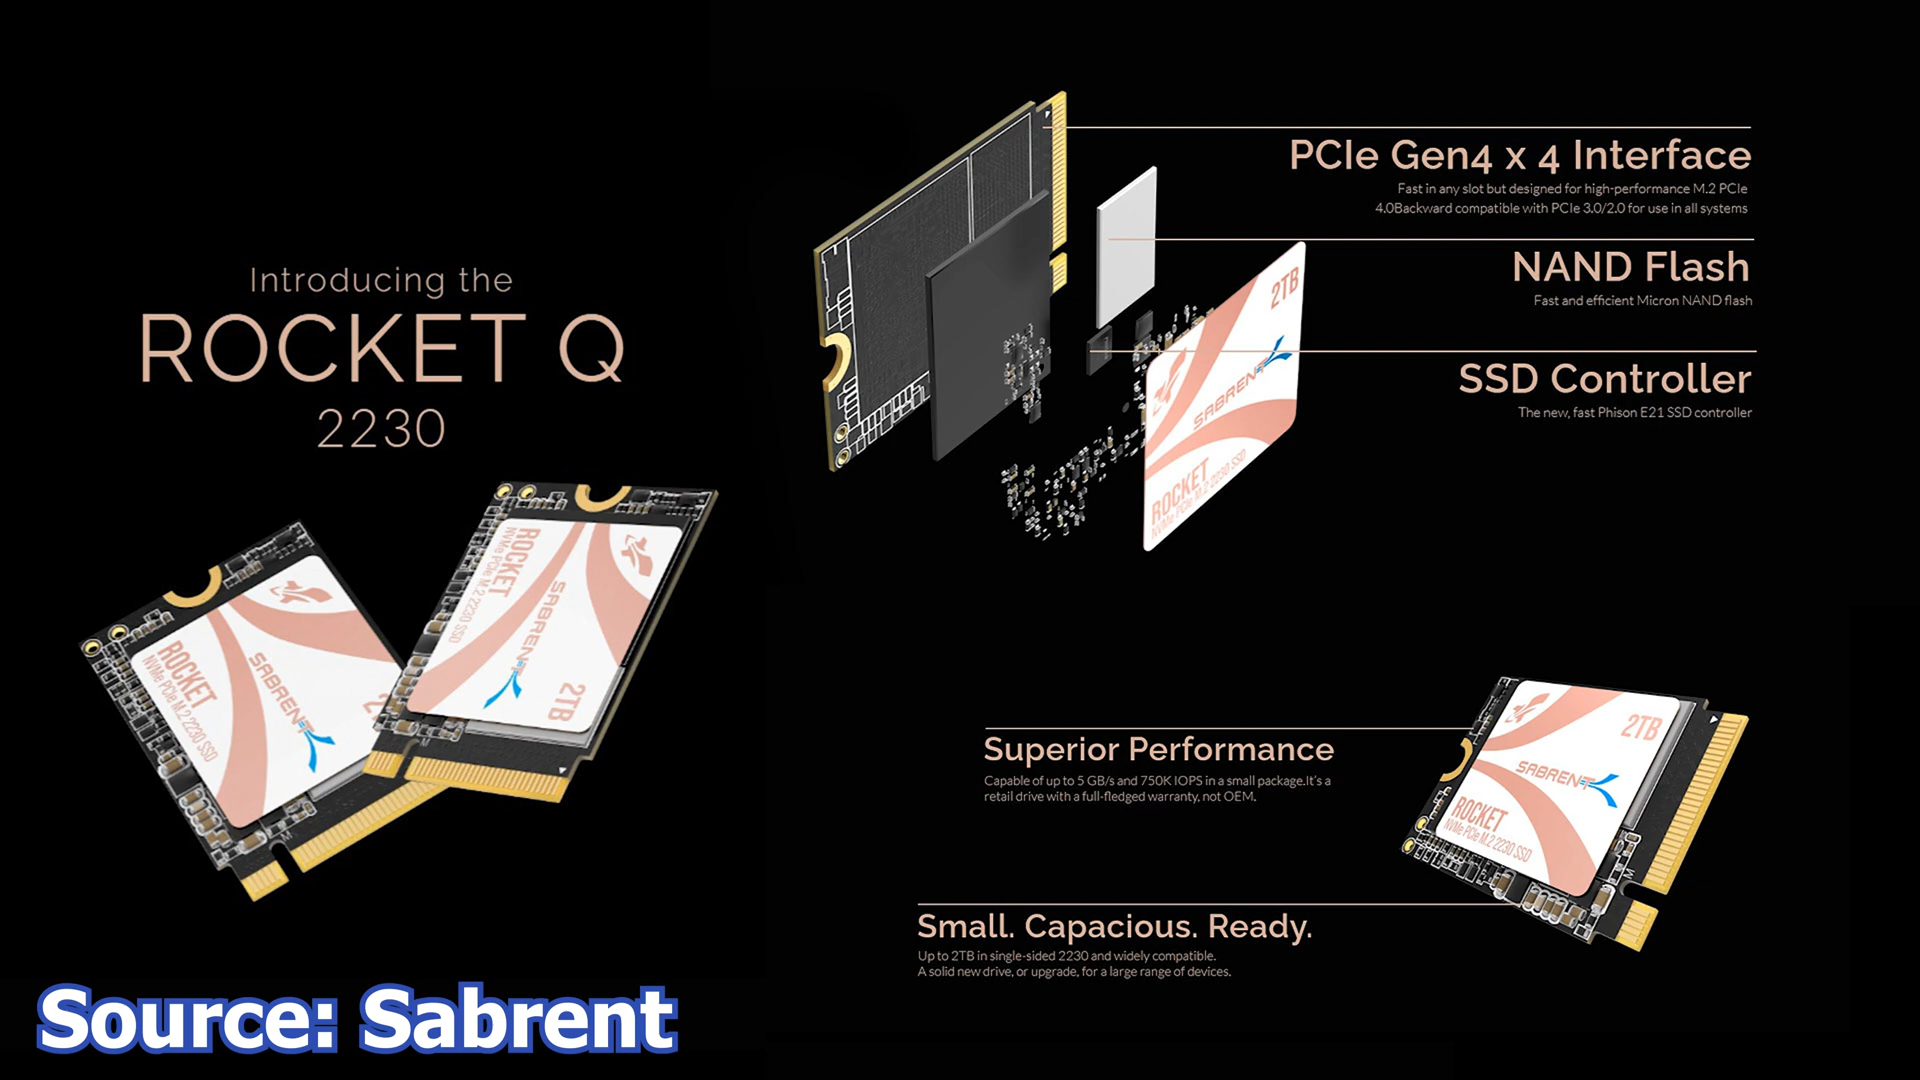 Introducing the
ROCKET Q
2230
PCIe Gen4 x 4 Interface
Fast in any slot but designed for high-performance M.2 PCIe
4.0Backward compatible with PCIe 3.0/2.0 for use in all systems
NAND Flash
Fast and efficient Micron NAND flash
SSD Controller
The new, fast Phison E21 SSD controller
2TB
SABRENT
ROCKET
NVMe PCIe M.2 2230 SSD
ROCKET
NVMe PCIe M.2 2230 SSD
SABRENT
2TB
ROCKET
NVMe PCIe M.2 2230 SSD
SABRENT
M
Superior Performance
Capable of up to 5 GB/s and 750K IOPS in a small package.It's a
retail drive with a full-fledged warranty, not OEM.
2TB
SABRENT
ROCKET
NVMe PCIe M.2 2230 SSD
M
Small. Capacious. Ready.
Up to 2TB in single-sided 2230 and widely compatible.
A solid new drive, or upgrade, for a large range of devices.
Source: Sabrent